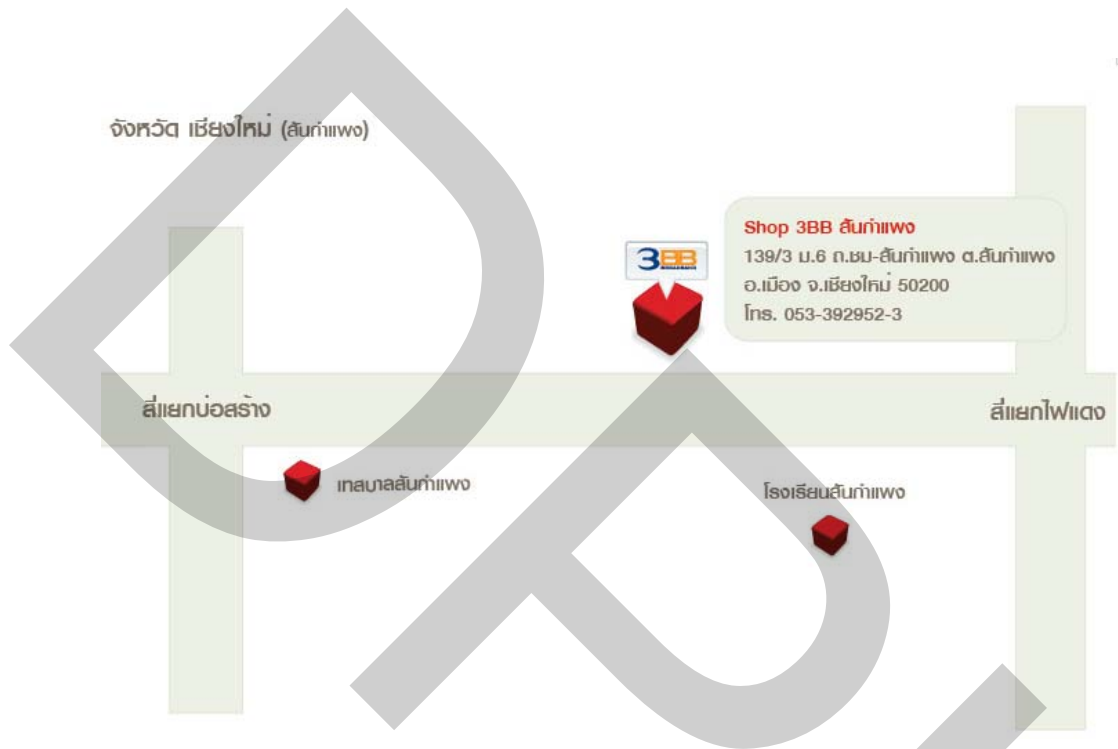 จังหวัด เชียงใหม่ (สันกำแพง)
Shop 3BB สันกำแพง
139/3 ม.6 ถ.ชม-สันกำแพง ต.สันกำแพง
อ.เมือง จ.เชียงใหม่ 50200
โทร. 053-392952-3
3BB
สี่แยกบ่อสร้าง
สี่แยกไฟแดง
เทสบาลสันกำแพง
โรงเรียนสันกำแพง